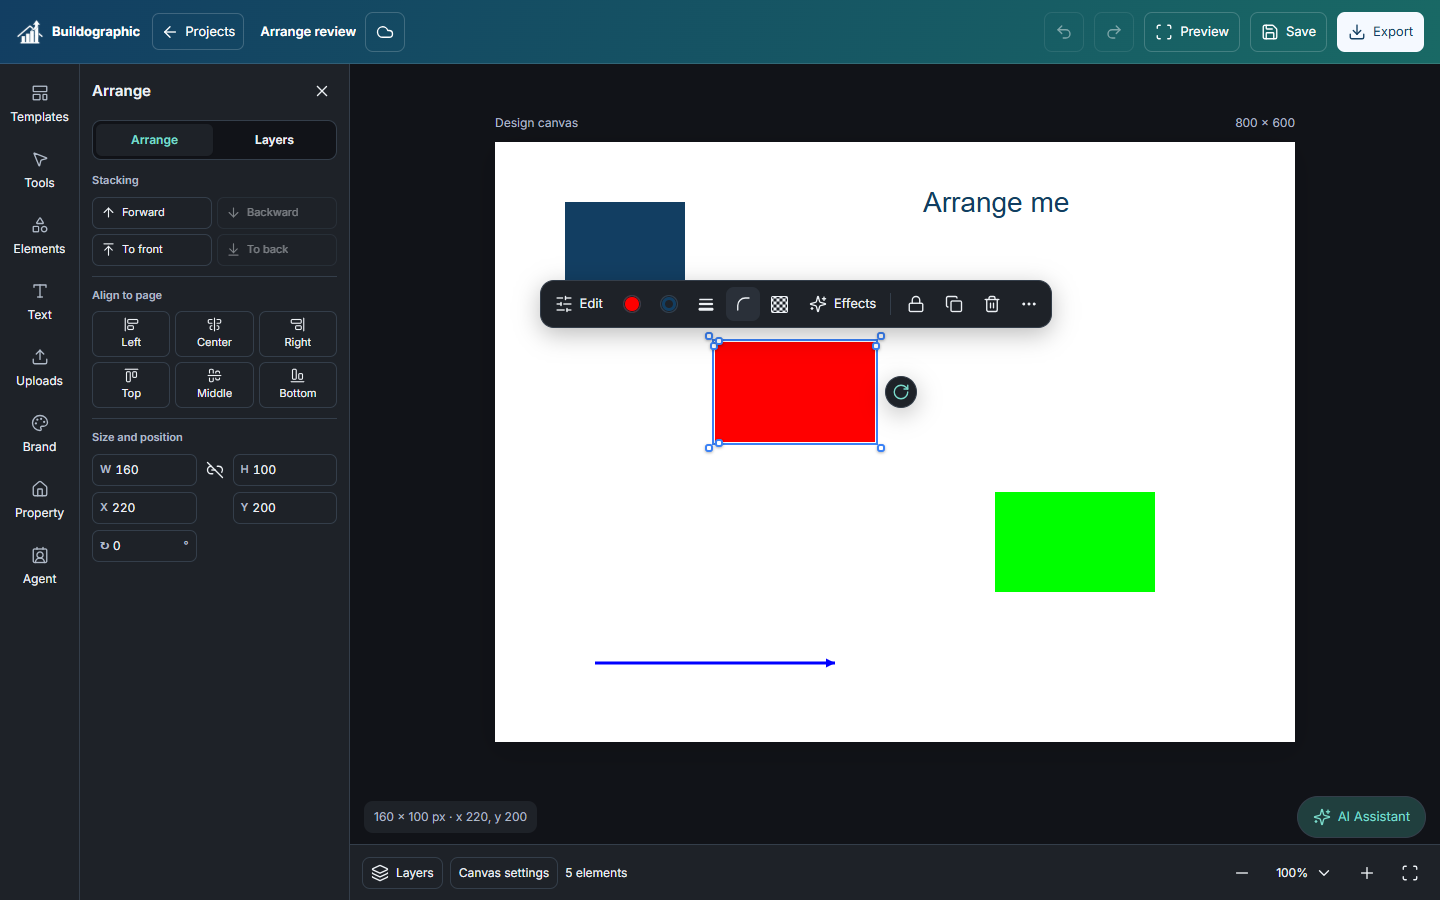 Buildographic
Projects
Arrange review
Preview
Save
Export
Templates
Tools
Elements
Text
Uploads
Brand
Property
Agent
Arrange
Arrange
Layers
Stacking
Forward
Backward
To front
To back
Align to page
Left
Center
Right
Top
Middle
Bottom
Size and position
W 160
H 100
X 220
Y 200
↻ 0 °
Design canvas
800 × 600
Arrange me
Edit
Effects
160 × 100 px · x 220, y 200
AI Assistant
Layers
Canvas settings
5 elements
100%